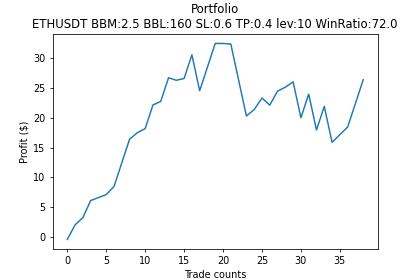 Portfolio
ETHUSDT BBM:2.5 BBL:160 SL:0.6 TP:0.4 lev:10 WinRatio:72.0
Profit ($)
30
25
20
15
10
5
0
0 5 10 15 20 25 30 35
Trade counts